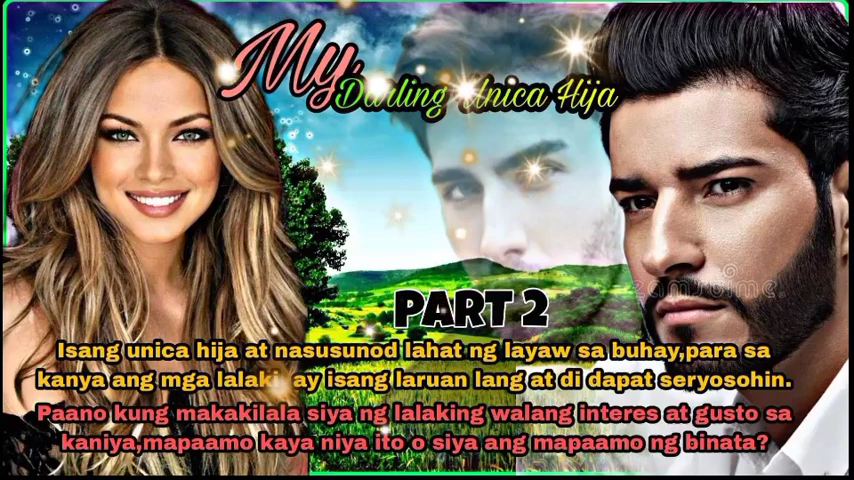 My
Darling Unica Hija
PART 2
Isang unica hija at nasusunod lahat ng layaw sa buhay,para sa
kanya ang mga lalaki ay isang laruan lang at di dapat seryosohin.
Paano kung makakilala siya ng lalaking walang interes at gusto sa
kaniya,mapaamo kaya niya ito o siya ang mapaamo ng binata?